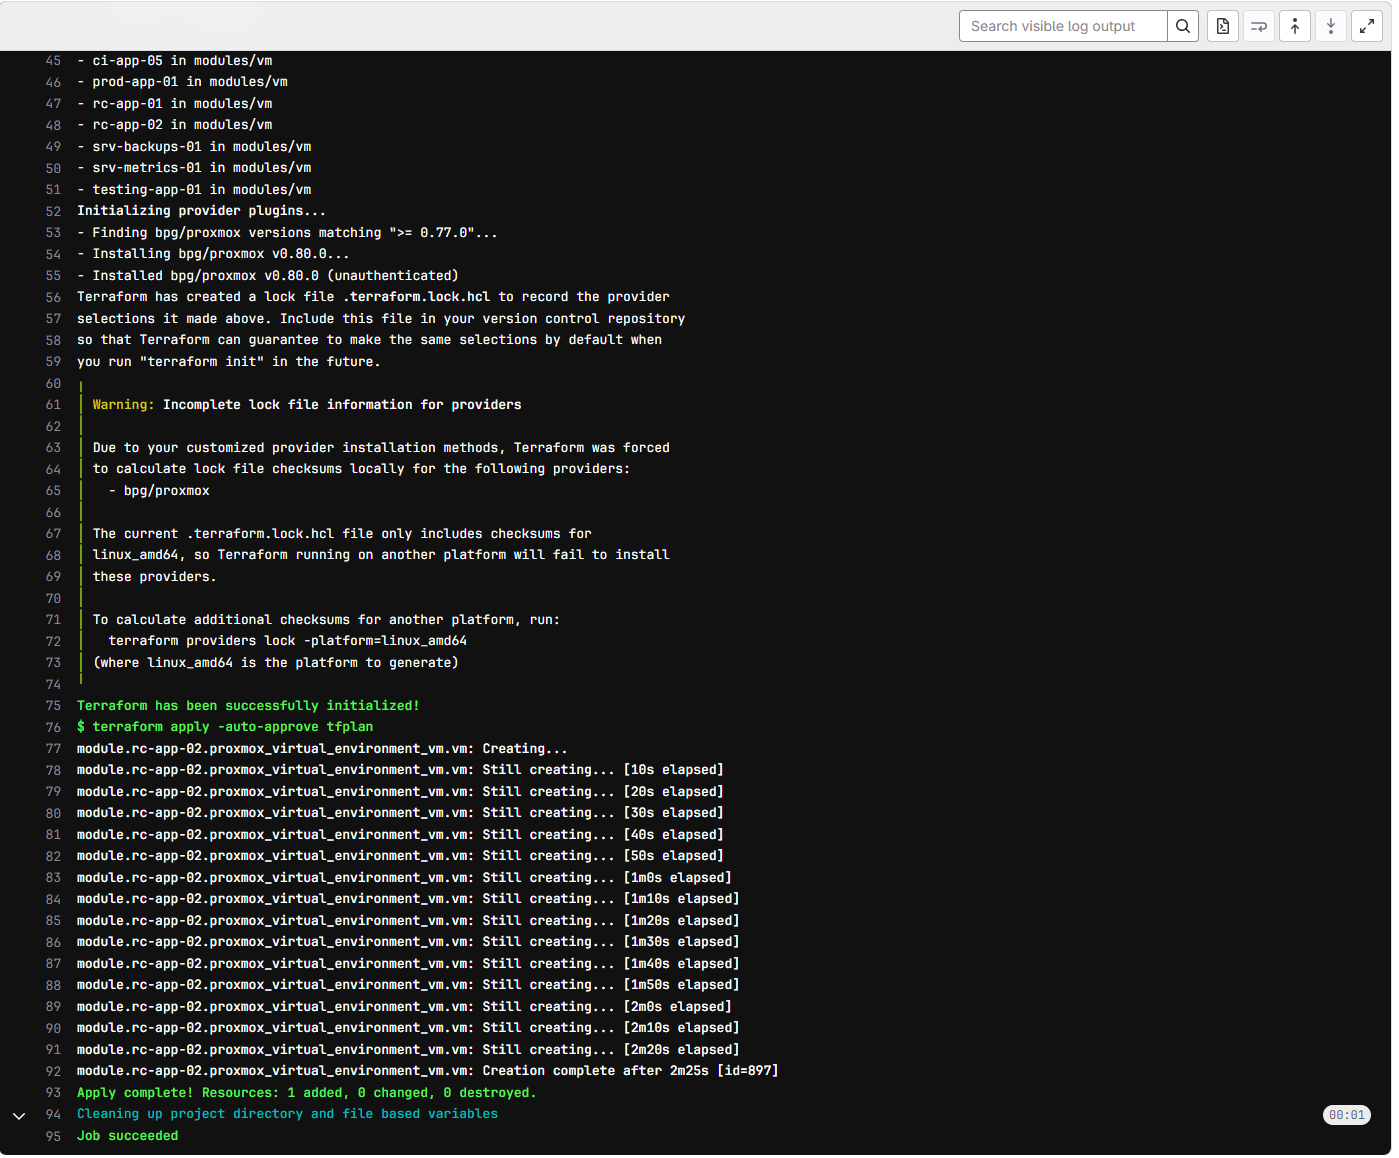 Search visible log output
45 - ci-app-05 in modules/vm
46 - prod-app-01 in modules/vm
47 - rc-app-01 in modules/vm
48 - rc-app-02 in modules/vm
49 - srv-backups-01 in modules/vm
50 - srv-metrics-01 in modules/vm
51 - testing-app-01 in modules/vm
52 Initializing provider plugins...
53 - Finding bpg/proxmox versions matching ">= 0.77.0"...
54 - Installing bpg/proxmox v0.80.0...
55 - Installed bpg/proxmox v0.80.0 (unauthenticated)
56 Terraform has created a lock file .terraform.lock.hcl to record the provider
57 selections it made above. Include this file in your version control repository
58 so that Terraform can guarantee to make the same selections by default when
59 you run "terraform init" in the future.
60 ╷
61 │ Warning: Incomplete lock file information for providers
62 │
63 │ Due to your customized provider installation methods, Terraform was forced
64 │ to calculate lock file checksums locally for the following providers:
65 │   - bpg/proxmox
66 │
67 │ The current .terraform.lock.hcl file only includes checksums for
68 │ linux_amd64, so Terraform running on another platform will fail to install
69 │ these providers.
70 │
71 │ To calculate additional checksums for another platform, run:
72 │   terraform providers lock -platform=linux_amd64
73 │ (where linux_amd64 is the platform to generate)
74 ╵
75 Terraform has been successfully initialized!
76 $ terraform apply -auto-approve tfplan
77 module.rc-app-02.proxmox_virtual_environment_vm.vm: Creating...
78 module.rc-app-02.proxmox_virtual_environment_vm.vm: Still creating... [10s elapsed]
79 module.rc-app-02.proxmox_virtual_environment_vm.vm: Still creating... [20s elapsed]
80 module.rc-app-02.proxmox_virtual_environment_vm.vm: Still creating... [30s elapsed]
81 module.rc-app-02.proxmox_virtual_environment_vm.vm: Still creating... [40s elapsed]
82 module.rc-app-02.proxmox_virtual_environment_vm.vm: Still creating... [50s elapsed]
83 module.rc-app-02.proxmox_virtual_environment_vm.vm: Still creating... [1m0s elapsed]
84 module.rc-app-02.proxmox_virtual_environment_vm.vm: Still creating... [1m10s elapsed]
85 module.rc-app-02.proxmox_virtual_environment_vm.vm: Still creating... [1m20s elapsed]
86 module.rc-app-02.proxmox_virtual_environment_vm.vm: Still creating... [1m30s elapsed]
87 module.rc-app-02.proxmox_virtual_environment_vm.vm: Still creating... [1m40s elapsed]
88 module.rc-app-02.proxmox_virtual_environment_vm.vm: Still creating... [1m50s elapsed]
89 module.rc-app-02.proxmox_virtual_environment_vm.vm: Still creating... [2m0s elapsed]
90 module.rc-app-02.proxmox_virtual_environment_vm.vm: Still creating... [2m10s elapsed]
91 module.rc-app-02.proxmox_virtual_environment_vm.vm: Still creating... [2m20s elapsed]
92 module.rc-app-02.proxmox_virtual_environment_vm.vm: Creation complete after 2m25s [id=897]
93 Apply complete! Resources: 1 added, 0 changed, 0 destroyed.
94 Cleaning up project directory and file based variables 00:01
95 Job succeeded